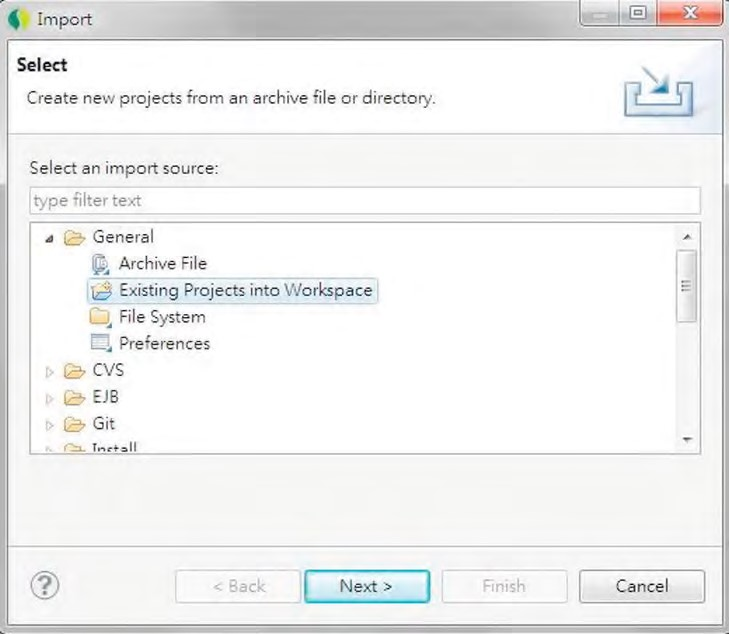 Import
Select
Create new projects from an archive file or directory.
Select an import source:
type filter text
General
Archive File
Existing Projects into Workspace
File System
Preferences
CVS
EJB
Git
Install
?
< Back
Next >
Finish
Cancel